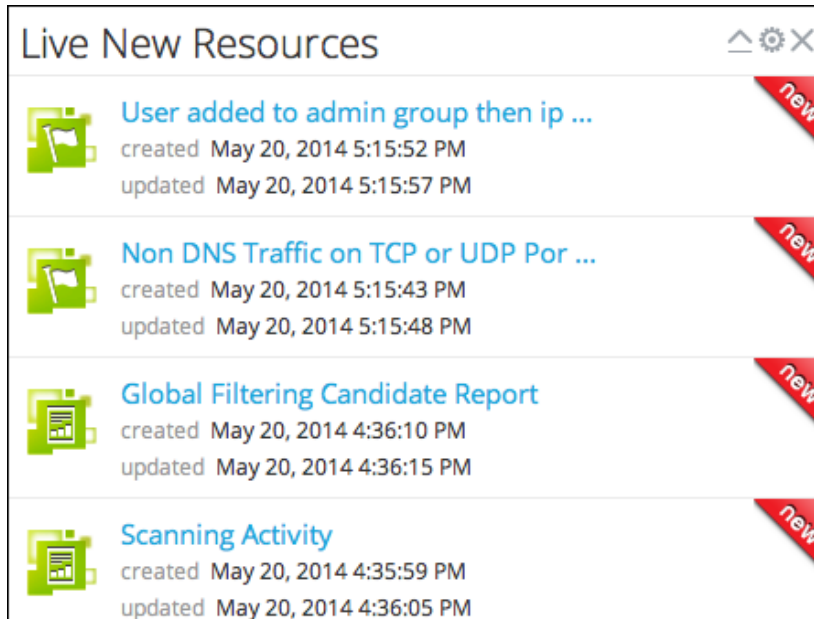 Live New Resources
User added to admin group then ip ...
new
created May 20, 2014 5:15:52 PM
updated May 20, 2014 5:15:57 PM
Non DNS Traffic on TCP or UDP Por ...
new
created May 20, 2014 5:15:43 PM
updated May 20, 2014 5:15:48 PM
Global Filtering Candidate Report
new
created May 20, 2014 4:36:10 PM
updated May 20, 2014 4:36:15 PM
Scanning Activity
new
created May 20, 2014 4:35:59 PM
updated May 20, 2014 4:36:05 PM